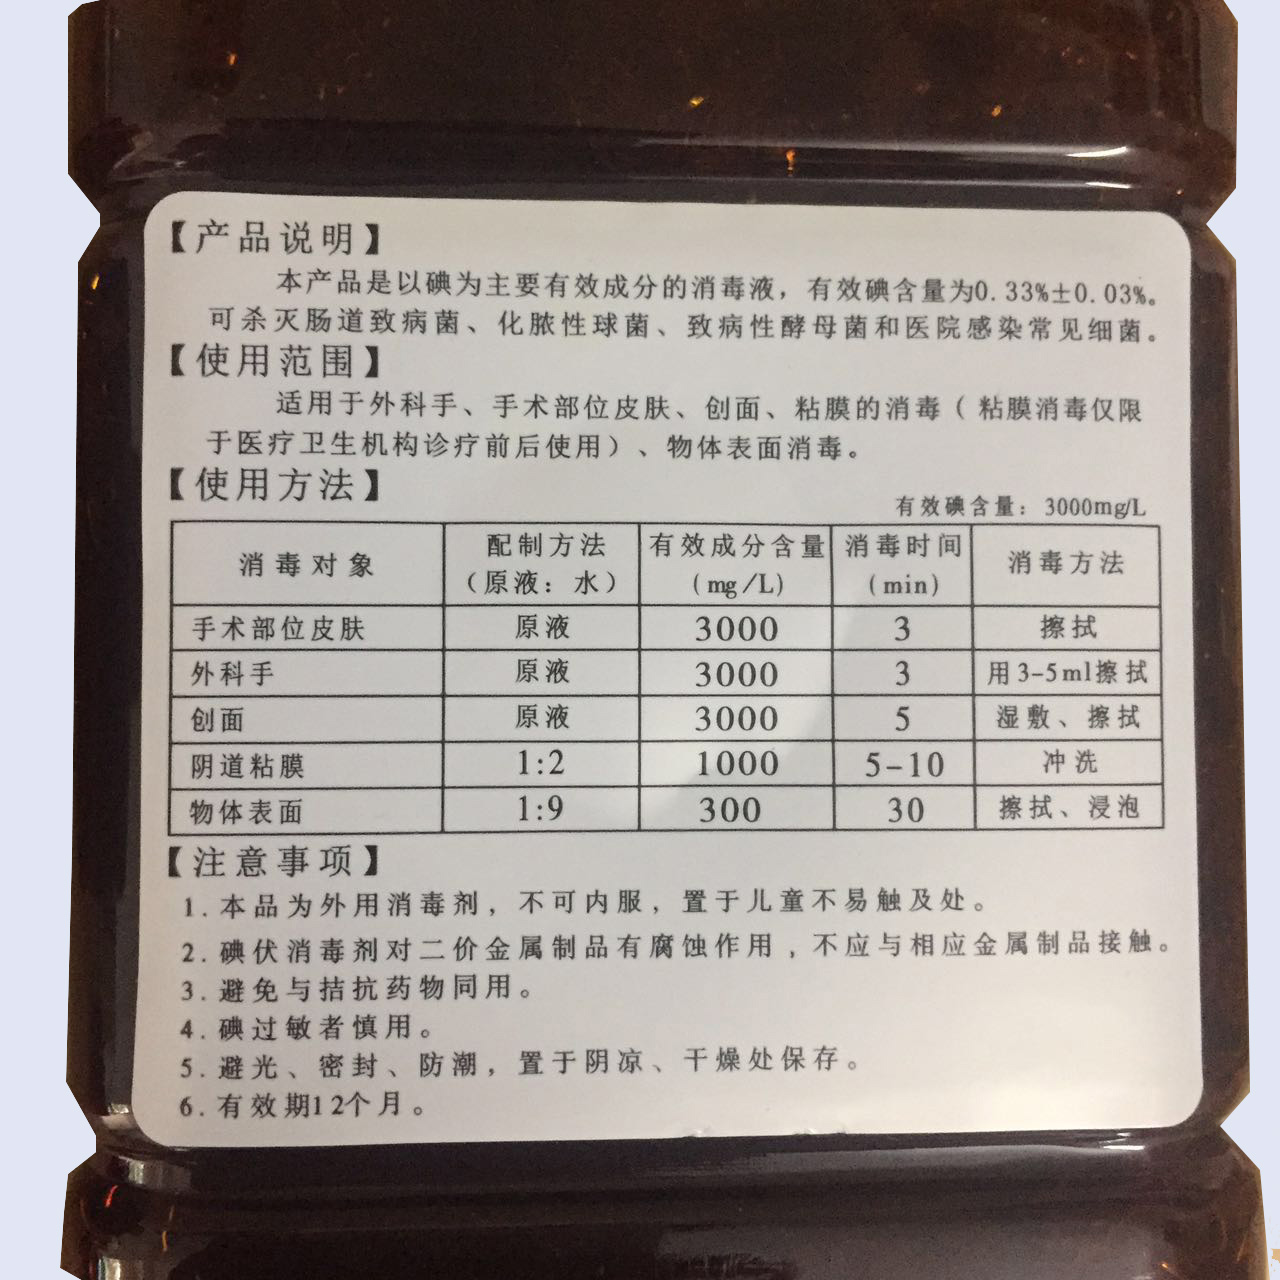 【产品说明】
本产品是以碘为主要有效成分的消毒液，有效碘含量为0.33%±0.03%。
可杀灭肠道致病菌、化脓性球菌、致病性酵母菌和医院感染常见细菌。
【使用范围】
适用于外科手、手术部位皮肤、创面、粘膜的消毒（粘膜消毒仅限
于医疗卫生机构诊疗前后使用）、物体表面消毒。
【使用方法】
有效碘含量：3000mg/L
消毒对象 配制方法（原液：水） 有效成分含量(mg/L) 消毒时间(min) 消毒方法
手术部位皮肤 原液 3000 3 擦拭
外科手 原液 3000 3 用3-5ml擦拭
创面 原液 3000 5 湿敷、擦拭
阴道粘膜 1:2 1000 5-10 冲洗
物体表面 1:9 300 30 擦拭、浸泡
【注意事项】
1.本品为外用消毒剂，不可内服，置于儿童不易触及处。
2.碘伏消毒剂对二价金属制品有腐蚀作用，不应与相应金属制品接触。
3.避免与拮抗药物同用。
4.碘过敏者慎用。
5.避光、密封、防潮，置于阴凉、干燥处保存。
6.有效期12个月。